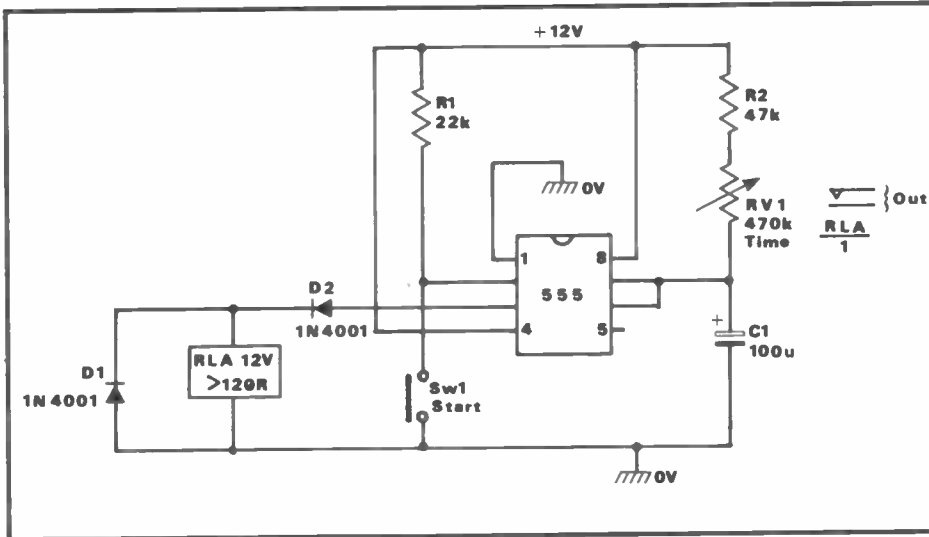 +12V
R1
22k
R2
47k
0V
RV1
470k
Time
Out
RLA
1
1
8
555
4
5
D2
1N4001
+
C1
100u
RLA 12V
>120R
D1
1N4001
Sw1
Start
0V